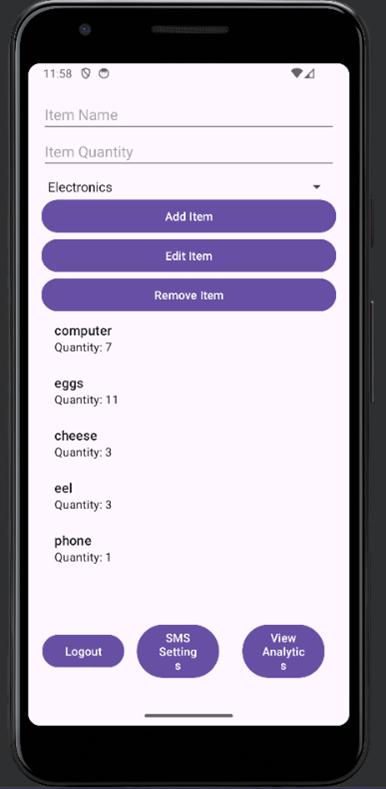 11:58
Item Name
Item Quantity
Electronics
Add Item
Edit Item
Remove Item
computer
Quantity: 7
eggs
Quantity: 11
cheese
Quantity: 3
eel
Quantity: 3
phone
Quantity: 1
Logout
SMS
Setting
s
View
Analytic
s